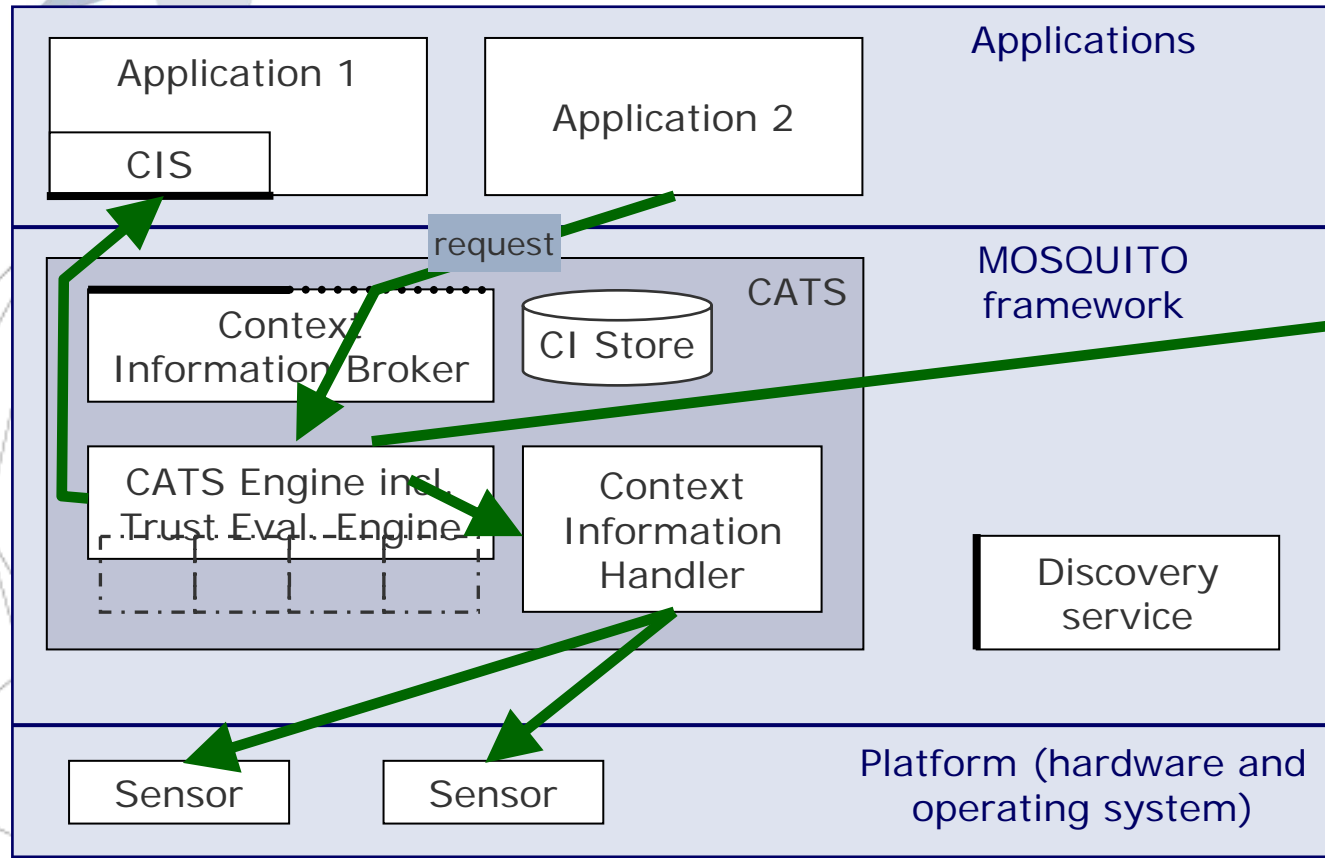 Applications
Application 1
Application 2
CIS
request
MOSQUITO
framework
CATS
Context
Information Broker
CI Store
CATS Engine incl.
Trust Eval. Engine
Context
Information
Handler
Discovery
service
Sensor
Sensor
Platform (hardware and
operating system)